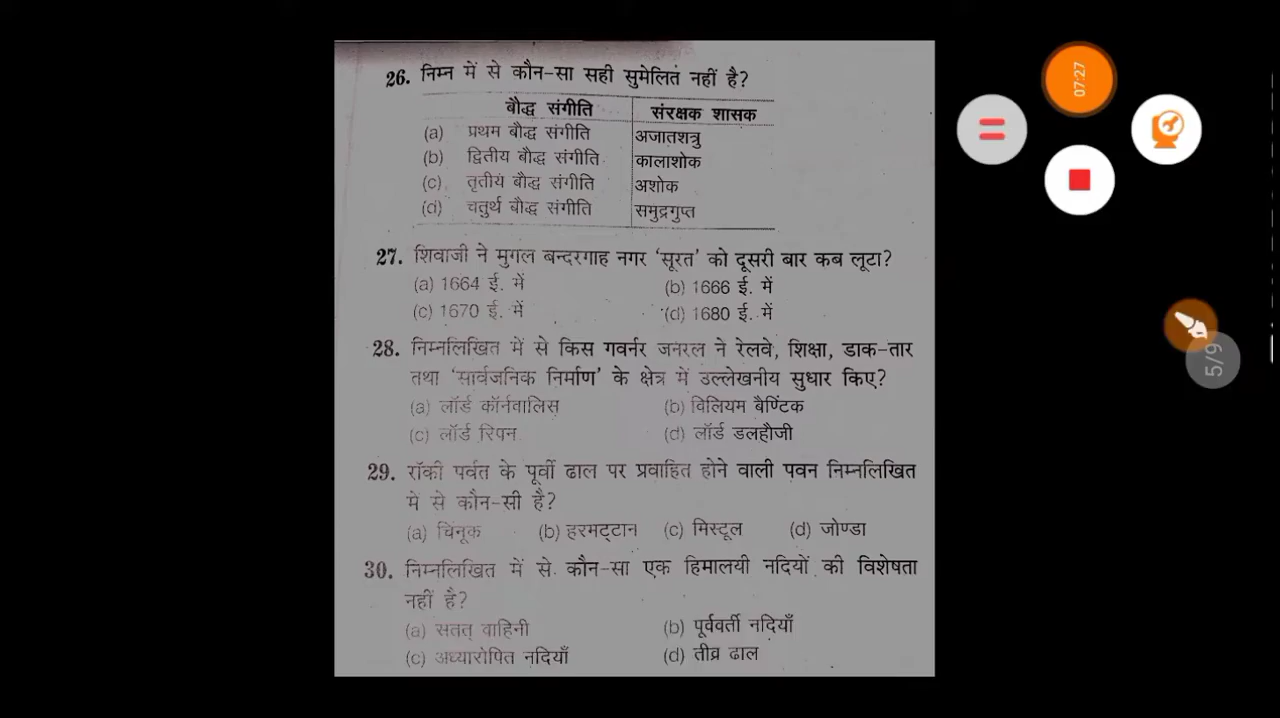 26. निम्न में से कौन-सा सही सुमेलित नहीं है?
बौद्ध संगीति संरक्षक शासक
(a) प्रथम बौद्ध संगीति अजातशत्रु
(b) द्वितीय बौद्ध संगीति कालाशोक
(c) तृतीय बौद्ध संगीति अशोक
(d) चतुर्थ बौद्ध संगीति समुद्रगुप्त
27. शिवाजी ने मुगल बन्दरगाह नगर ‘सूरत’ को दूसरी बार कब लूटा?
(a) 1664 ई. में (b) 1666 ई. में
(c) 1670 ई. में (d) 1680 ई. में
28. निम्नलिखित में से किस गवर्नर जनरल ने रेलवे, शिक्षा, डाक-तार
तथा ‘सार्वजनिक निर्माण’ के क्षेत्र में उल्लेखनीय सुधार किए?
(a) लॉर्ड कॉर्नवालिस (b) विलियम बैण्टिक
(c) लॉर्ड रिपन (d) लॉर्ड डलहौजी
29. रॉकी पर्वत के पूर्वी ढाल पर प्रवाहित होने वाली पवन निम्नलिखित
मे से कौन-सी है?
(a) चिनूक (b) हरमट्टान (c) मिस्टूल (d) जोण्डा
30. निम्नलिखित में से कौन-सा एक हिमालयी नदियों की विशेषता
नहीं है?
(a) सतत् वाहिनी (b) पूर्ववर्ती नदियाँ
(c) अध्यारोपित नदियाँ (d) तीव्र ढाल
07:27
5/9